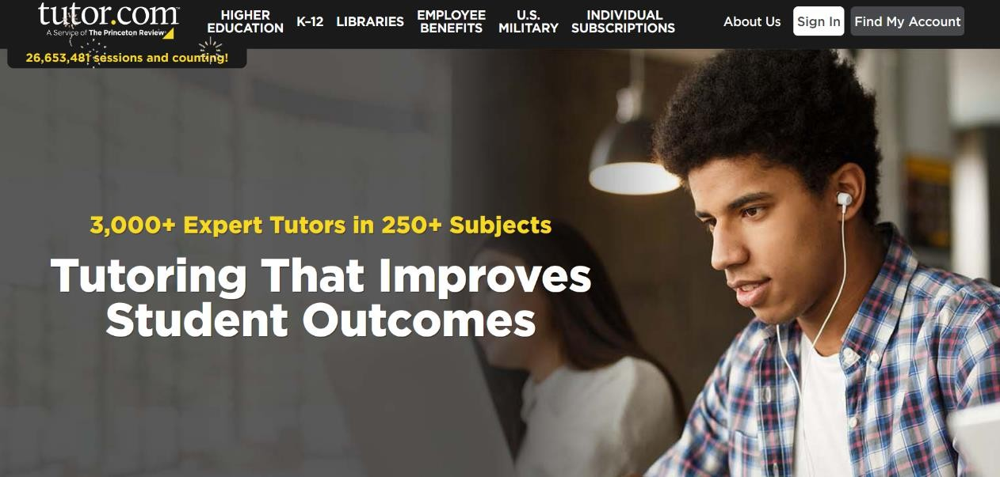 tutor.com™
A Service of The Princeton Review
26,653,481 sessions and counting!
HIGHER
EDUCATION
K–12
LIBRARIES
EMPLOYEE
BENEFITS
U.S.
MILITARY
INDIVIDUAL
SUBSCRIPTIONS
About Us
Sign In
Find My Account
3,000+ Expert Tutors in 250+ Subjects
Tutoring That Improves
Student Outcomes